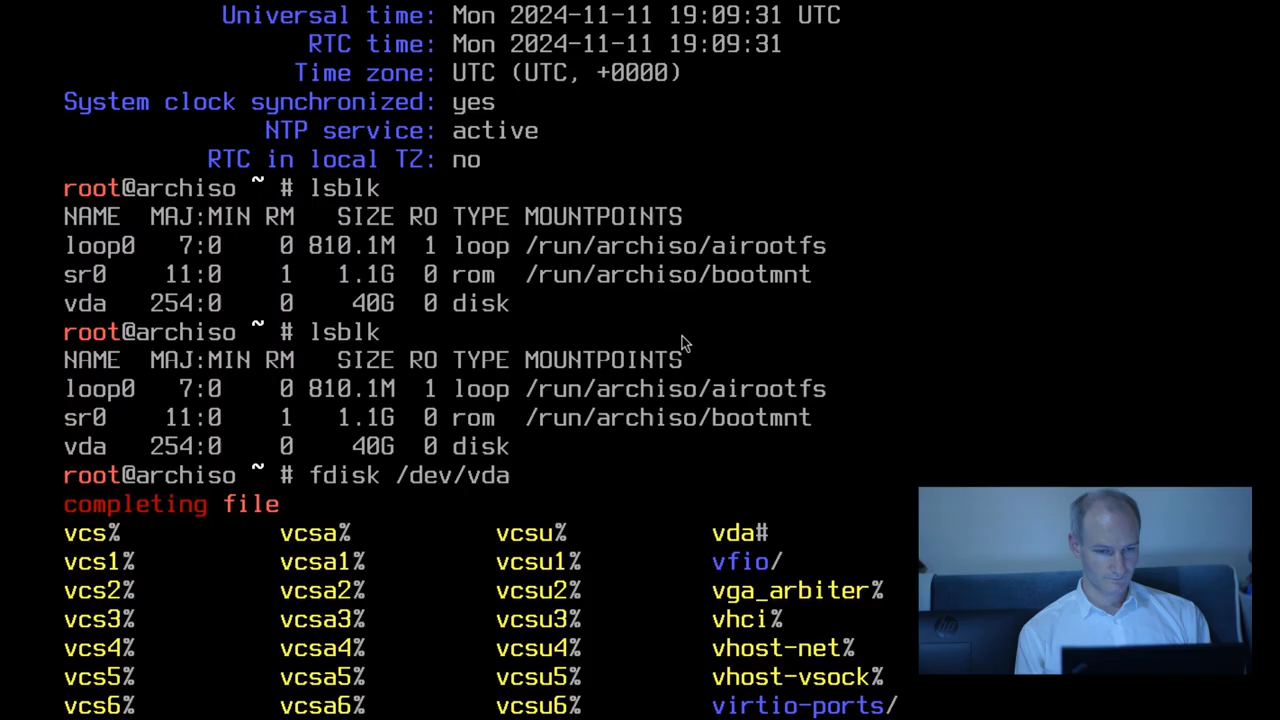 Universal time: Mon 2024-11-11 19:09:31 UTC
RTC time: Mon 2024-11-11 19:09:31
Time zone: UTC (UTC, +0000)
System clock synchronized: yes
NTP service: active
RTC in local TZ: no
root@archiso ~ # lsblk
NAME MAJ:MIN RM SIZE RO TYPE MOUNTPOINTS
loop0 7:0 0 810.1M 1 loop /run/archiso/airootfs
sr0 11:0 1 1.1G 0 rom /run/archiso/bootmnt
vda 254:0 0 40G 0 disk
root@archiso ~ # lsblk
NAME MAJ:MIN RM SIZE RO TYPE MOUNTPOINTS
loop0 7:0 0 810.1M 1 loop /run/archiso/airootfs
sr0 11:0 1 1.1G 0 rom /run/archiso/bootmnt
vda 254:0 0 40G 0 disk
root@archiso ~ # fdisk /dev/vda
completing file
vcs% vcsa% vcsu% vda#
vcs1% vcsa1% vcsu1% vfio/
vcs2% vcsa2% vcsu2% vga_arbiter%
vcs3% vcsa3% vcsu3% vhci%
vcs4% vcsa4% vcsu4% vhost-net%
vcs5% vcsa5% vcsu5% vhost-vsock%
vcs6% vcsa6% vcsu6% virtio-ports/
hp